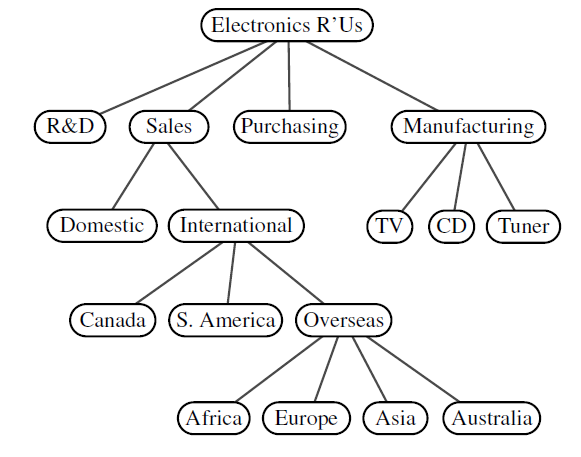 Electronics R’Us
R&D Sales Purchasing Manufacturing
Domestic International TV CD Tuner
Canada S. America Overseas
Africa Europe Asia Australia